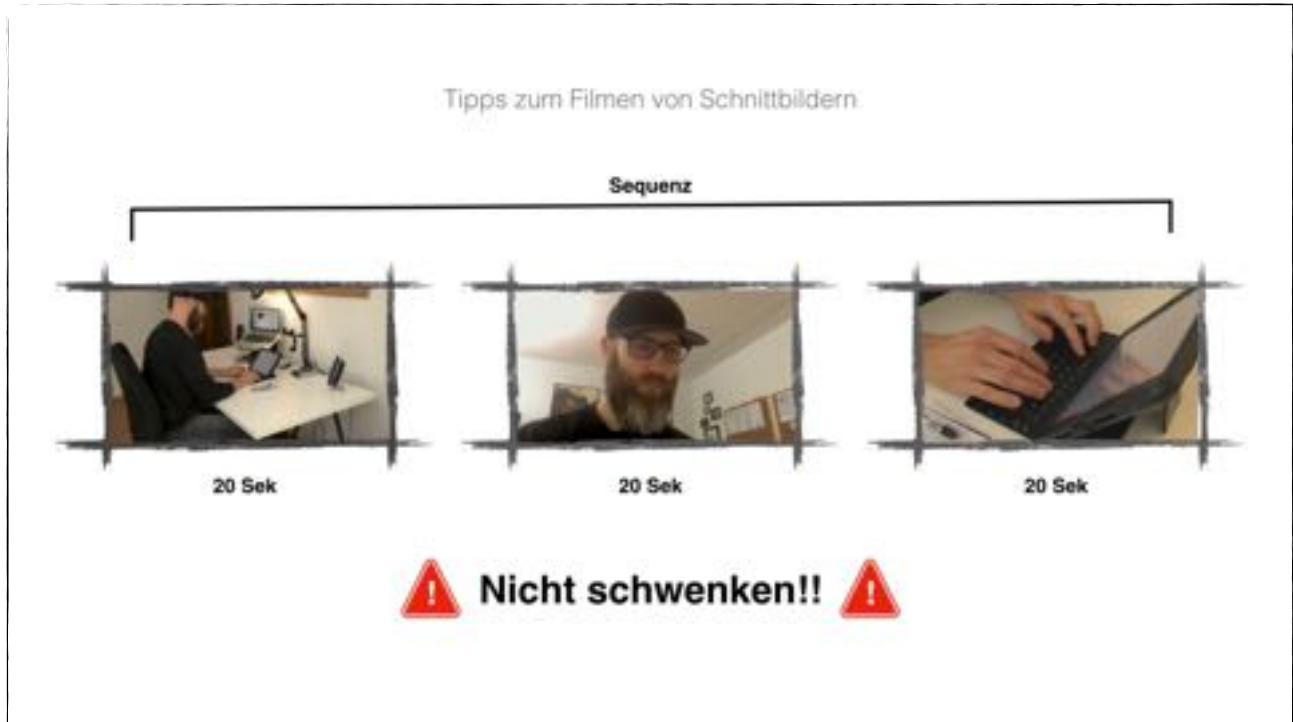 Tipps zum Filmen von Schnittbildern
Sequenz
20 Sek
20 Sek
20 Sek
! Nicht schwenken!! !